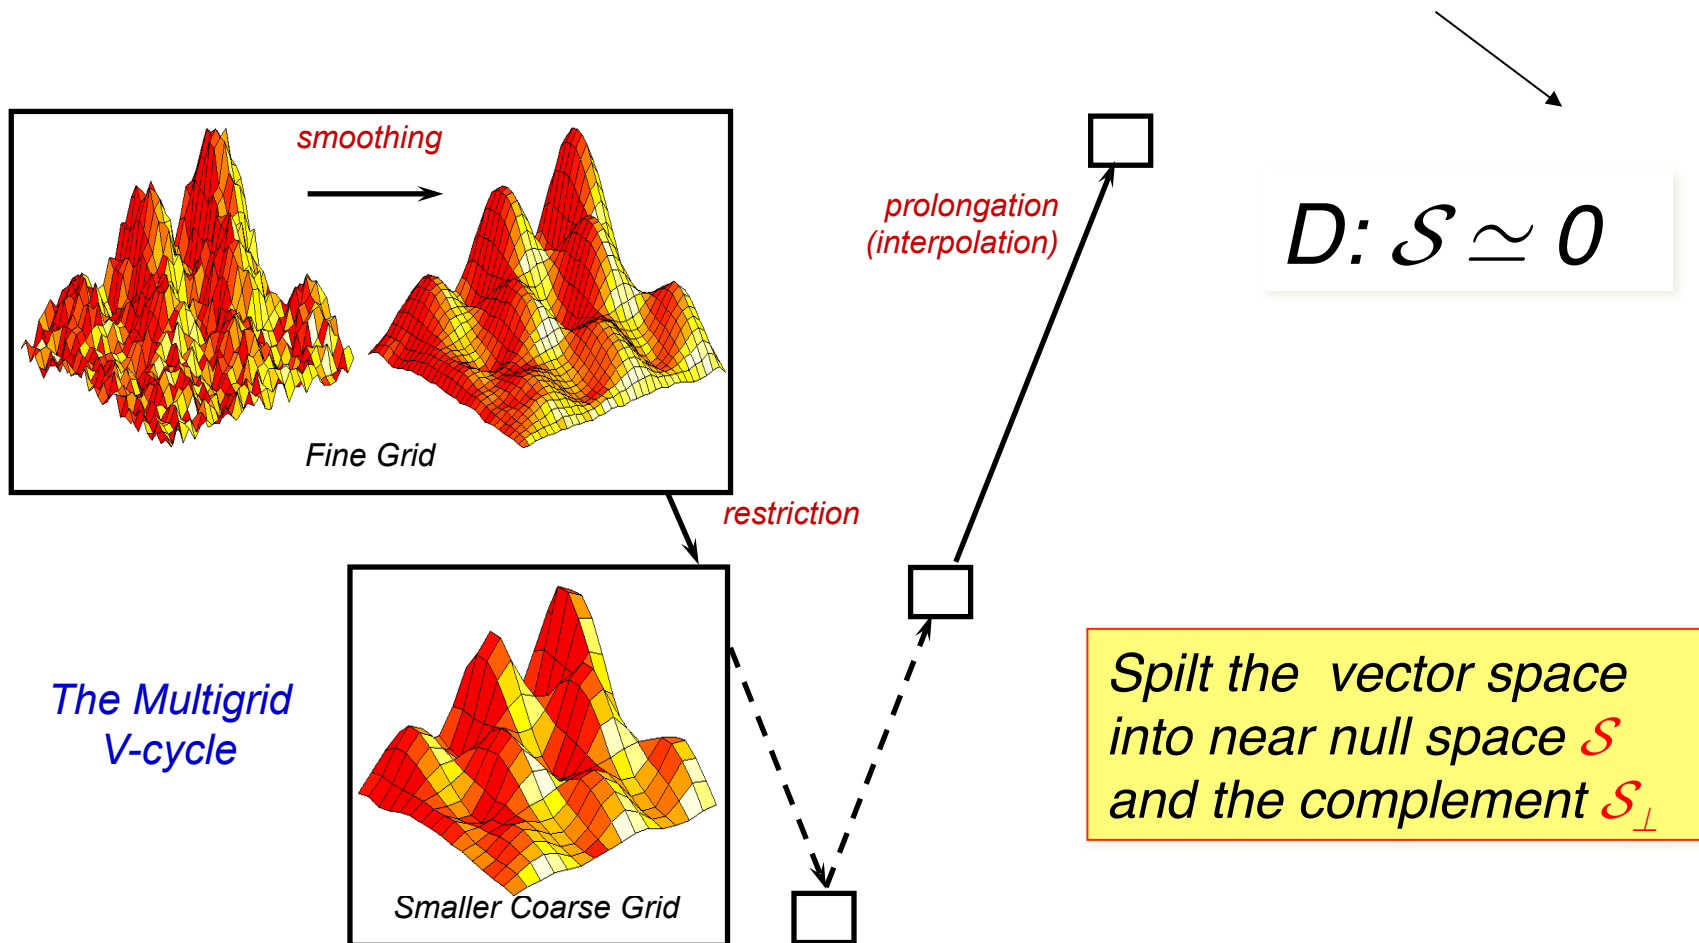 smoothing
Fine Grid
restriction
prolongation
(interpolation)
D: 𝒮 ≃ 0
The Multigrid
V-cycle
Smaller Coarse Grid
Spilt the vector space
into near null space 𝒮
and the complement 𝒮⊥